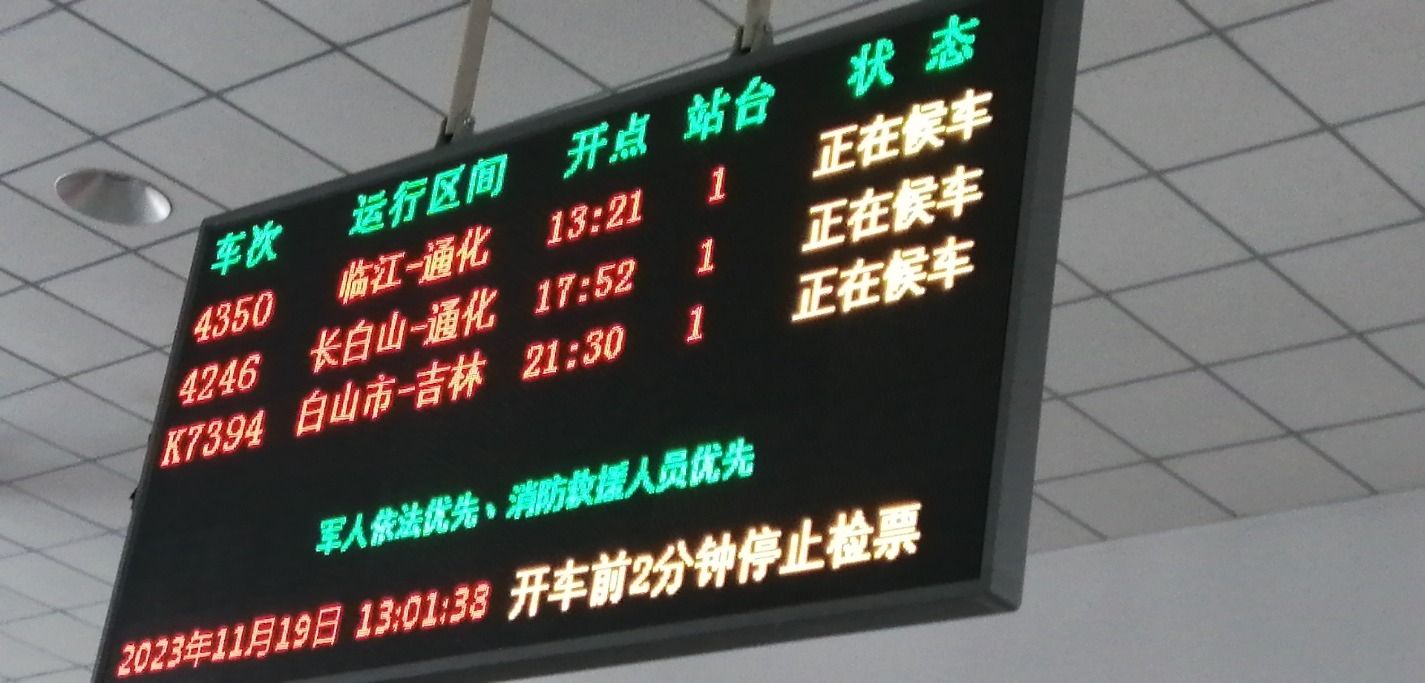 车次 运行区间 开点 站台 状态
4350 临江-通化 13:21 1 正在候车
4246 长白山-通化 17:52 1 正在候车
K7394 白山市-吉林 21:30 1 正在候车
军人依法优先、消防救援人员优先
2023年11月19日 13:01:38 开车前2分钟停止检票